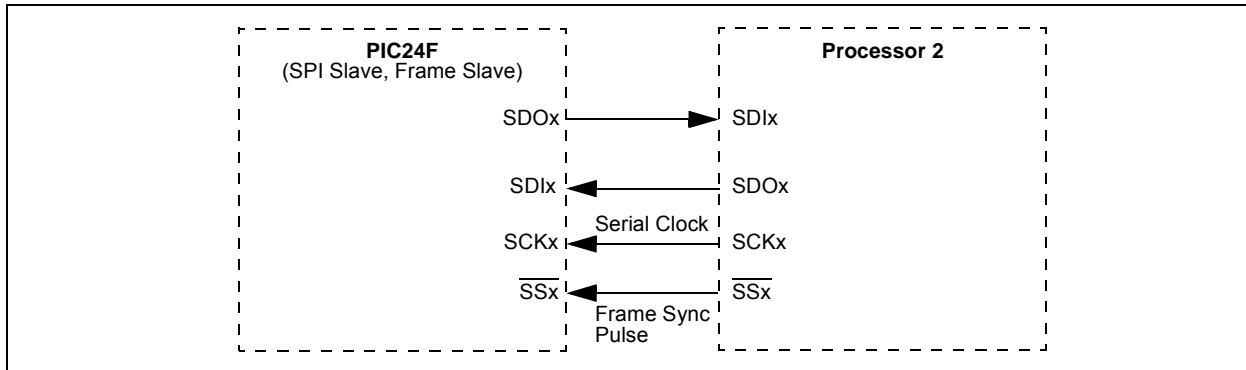 PIC24F
(SPI Slave, Frame Slave)
Processor 2
SDOx
SDIx
SDIx
SDOx
Serial Clock
SCKx
SCKx
SSx
SSx
Frame Sync
Pulse